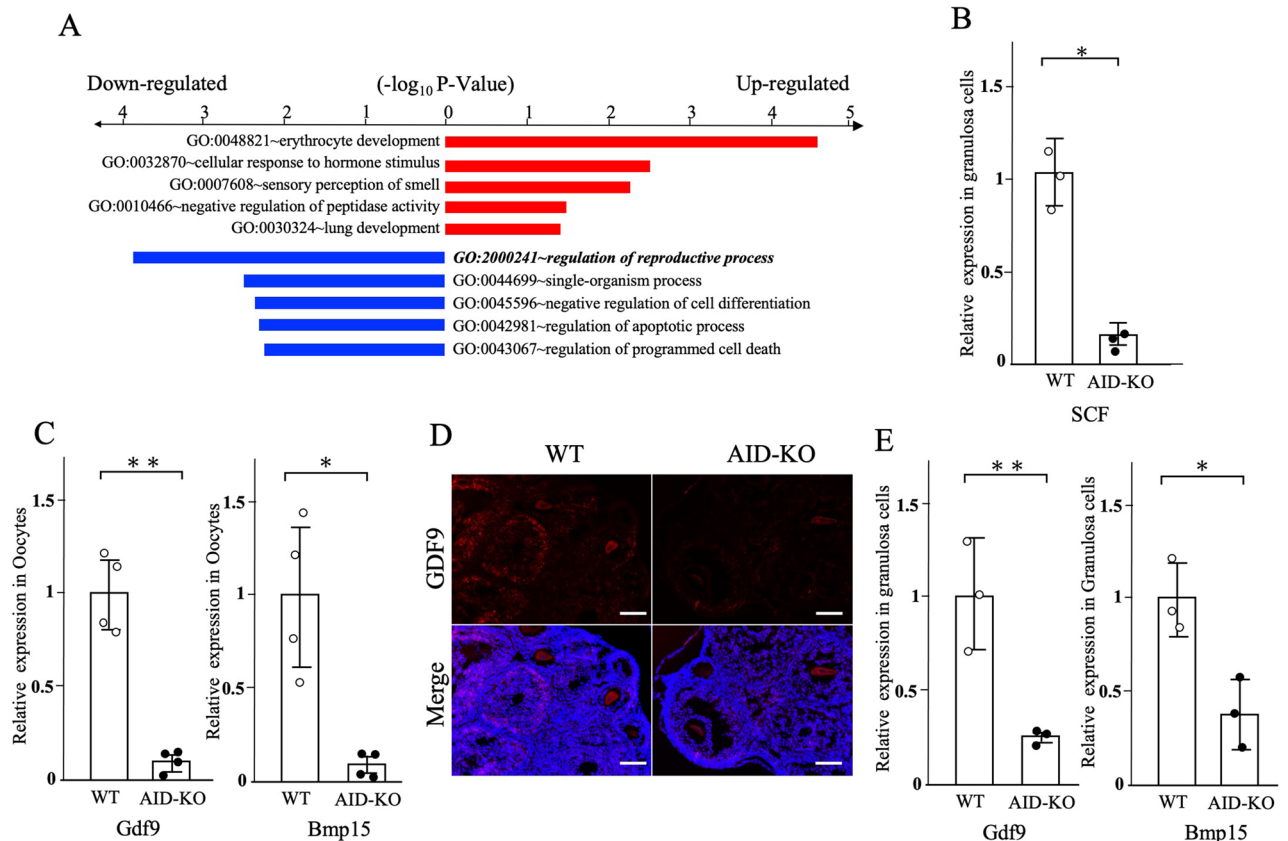 A
Down-regulated (-log10 P-Value) Up-regulated
4 3 2 1 0 1 2 3 4 5
GO:0048821~erythrocyte development
GO:0032870~cellular response to hormone stimulus
GO:0007608~sensory perception of smell
GO:0010466~negative regulation of peptidase activity
GO:0030324~lung development
GO:2000241~regulation of reproductive process
GO:0044699~single-organism process
GO:0045596~negative regulation of cell differentiation
GO:0042981~regulation of apoptotic process
GO:0043067~regulation of programmed cell death
B
Relative expression in granulosa cells
1.5
1
0.5
0
*
WT AID-KO
SCF
C
Relative expression in Oocytes
1.5
1
0.5
0
**
WT AID-KO
Gdf9
Relative expression in Oocytes
1.5
1
0.5
0
*
WT AID-KO
Bmp15
D
WT AID-KO
GDF9
Merge
E
Relative expression in granulosa cells
1.5
1
0.5
0
**
WT AID-KO
Gdf9
Relative expression in Granulosa cells
1.5
1
0.5
0
*
WT AID-KO
Bmp15